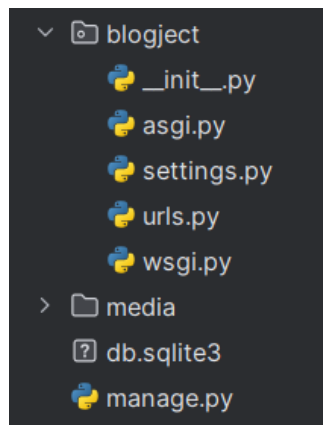 blogject
__init__.py
asgi.py
settings.py
urls.py
wsgi.py
media
db.sqlite3
manage.py